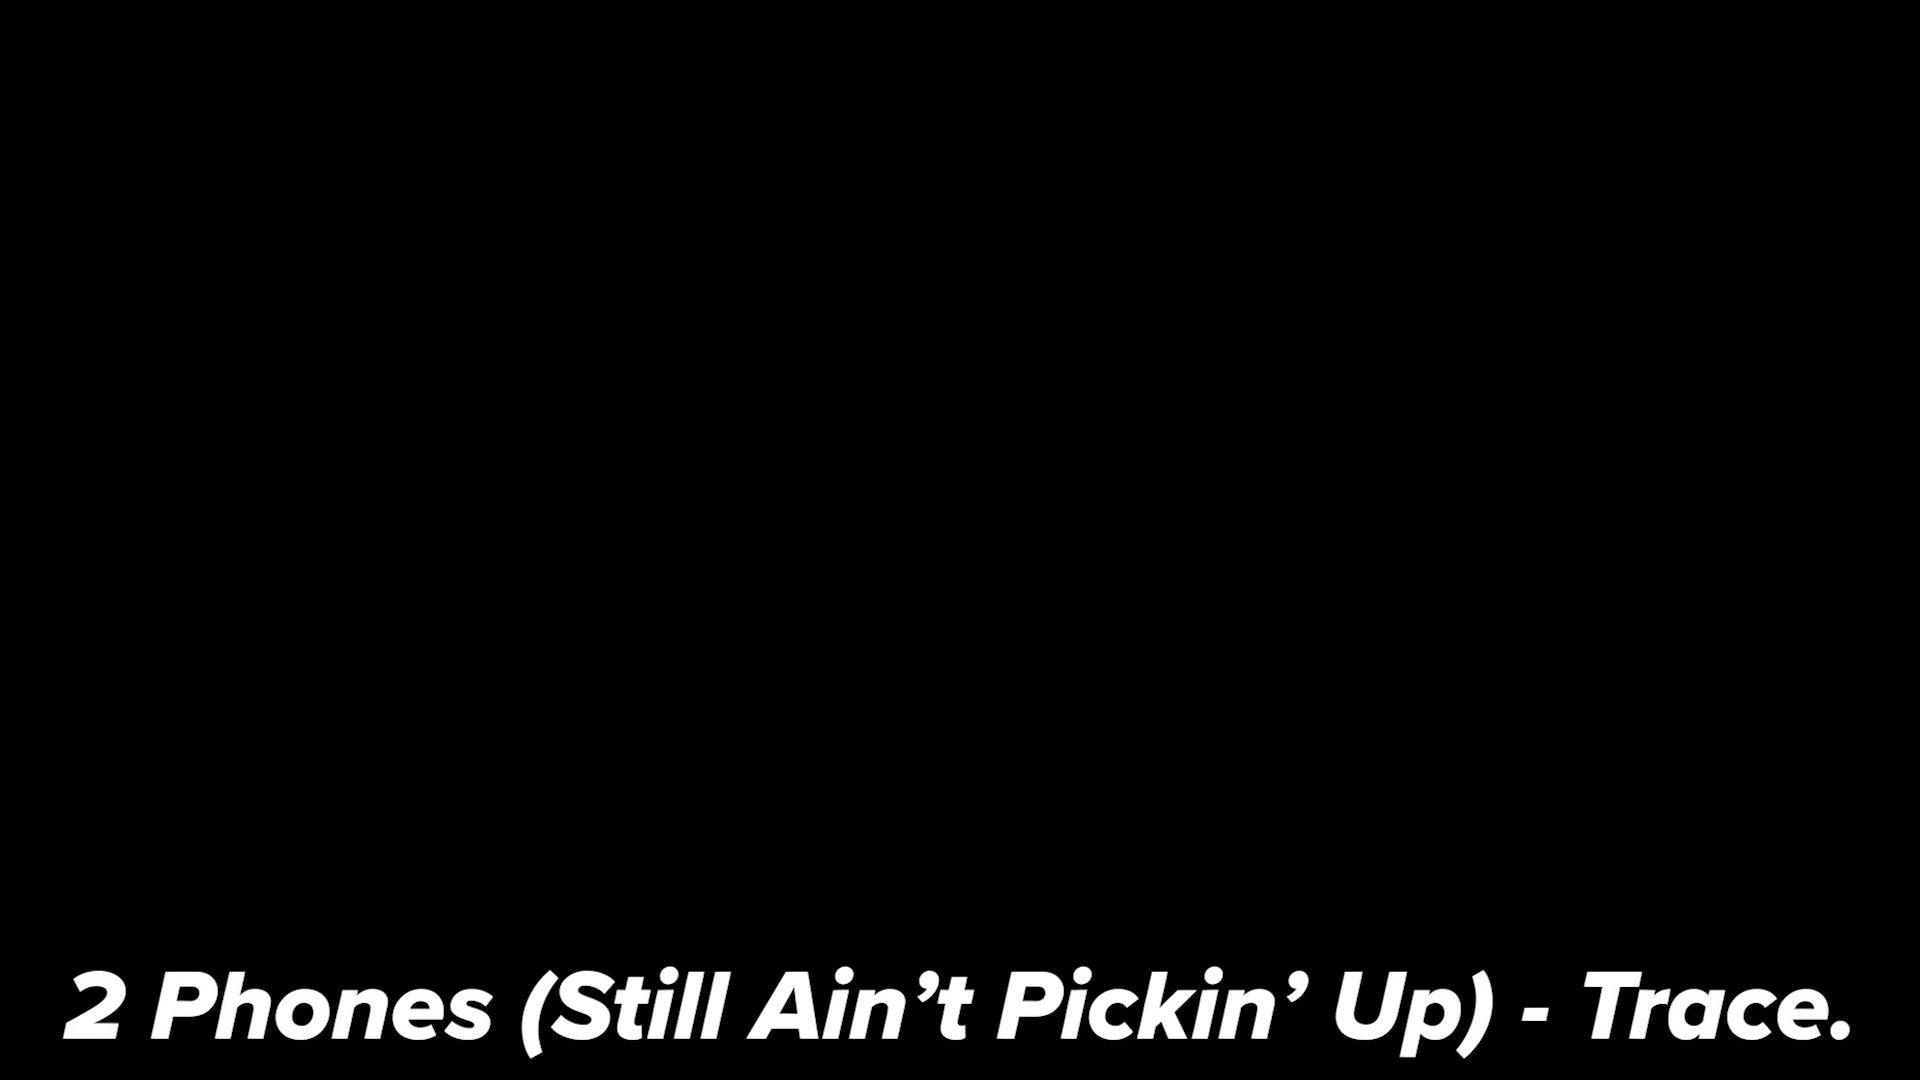 2 Phones (Still Ain’t Pickin’ Up) - Trace.